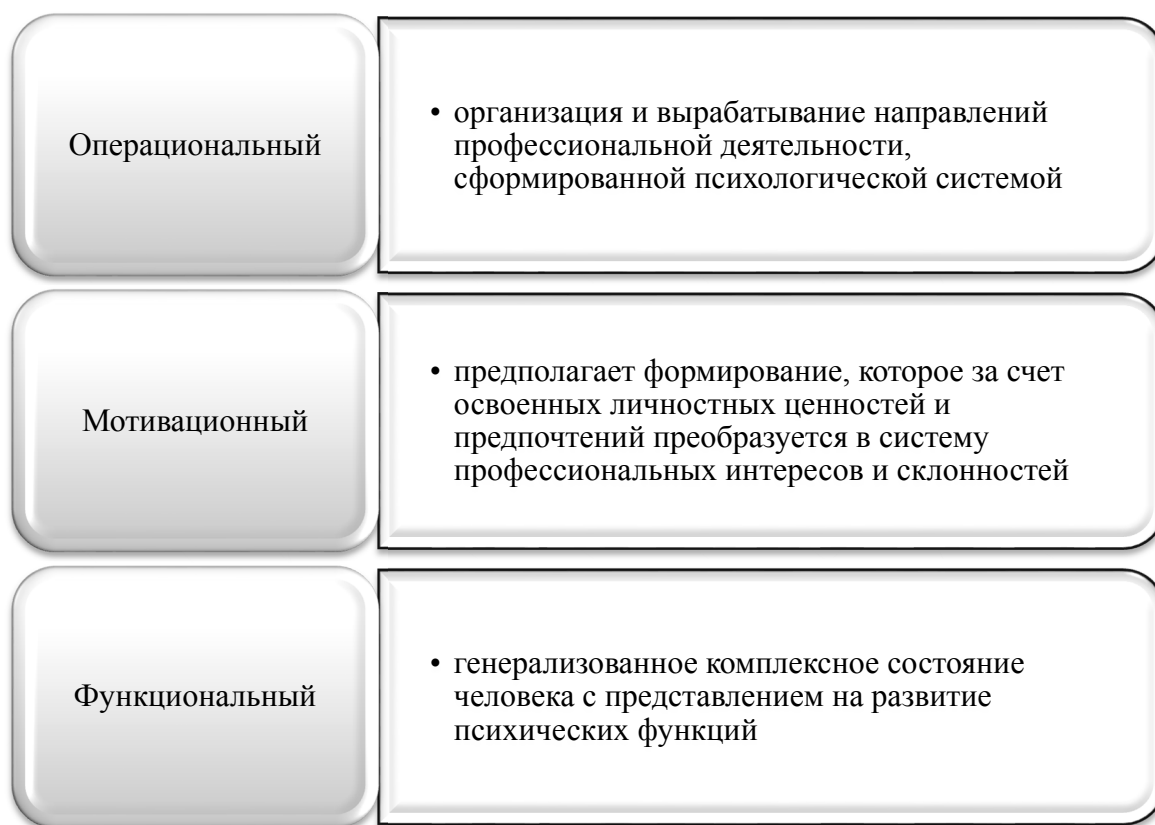 Операциональный
• организация и вырабатывание направлений
профессиональной деятельности,
сформированной психологической системой
Мотивационный
• предполагает формирование, которое за счет
освоенных личностных ценностей и
предпочтений преобразуется в систему
профессиональных интересов и склонностей
Функциональный
• генерализованное комплексное состояние
человека с представлением на развитие
психических функций